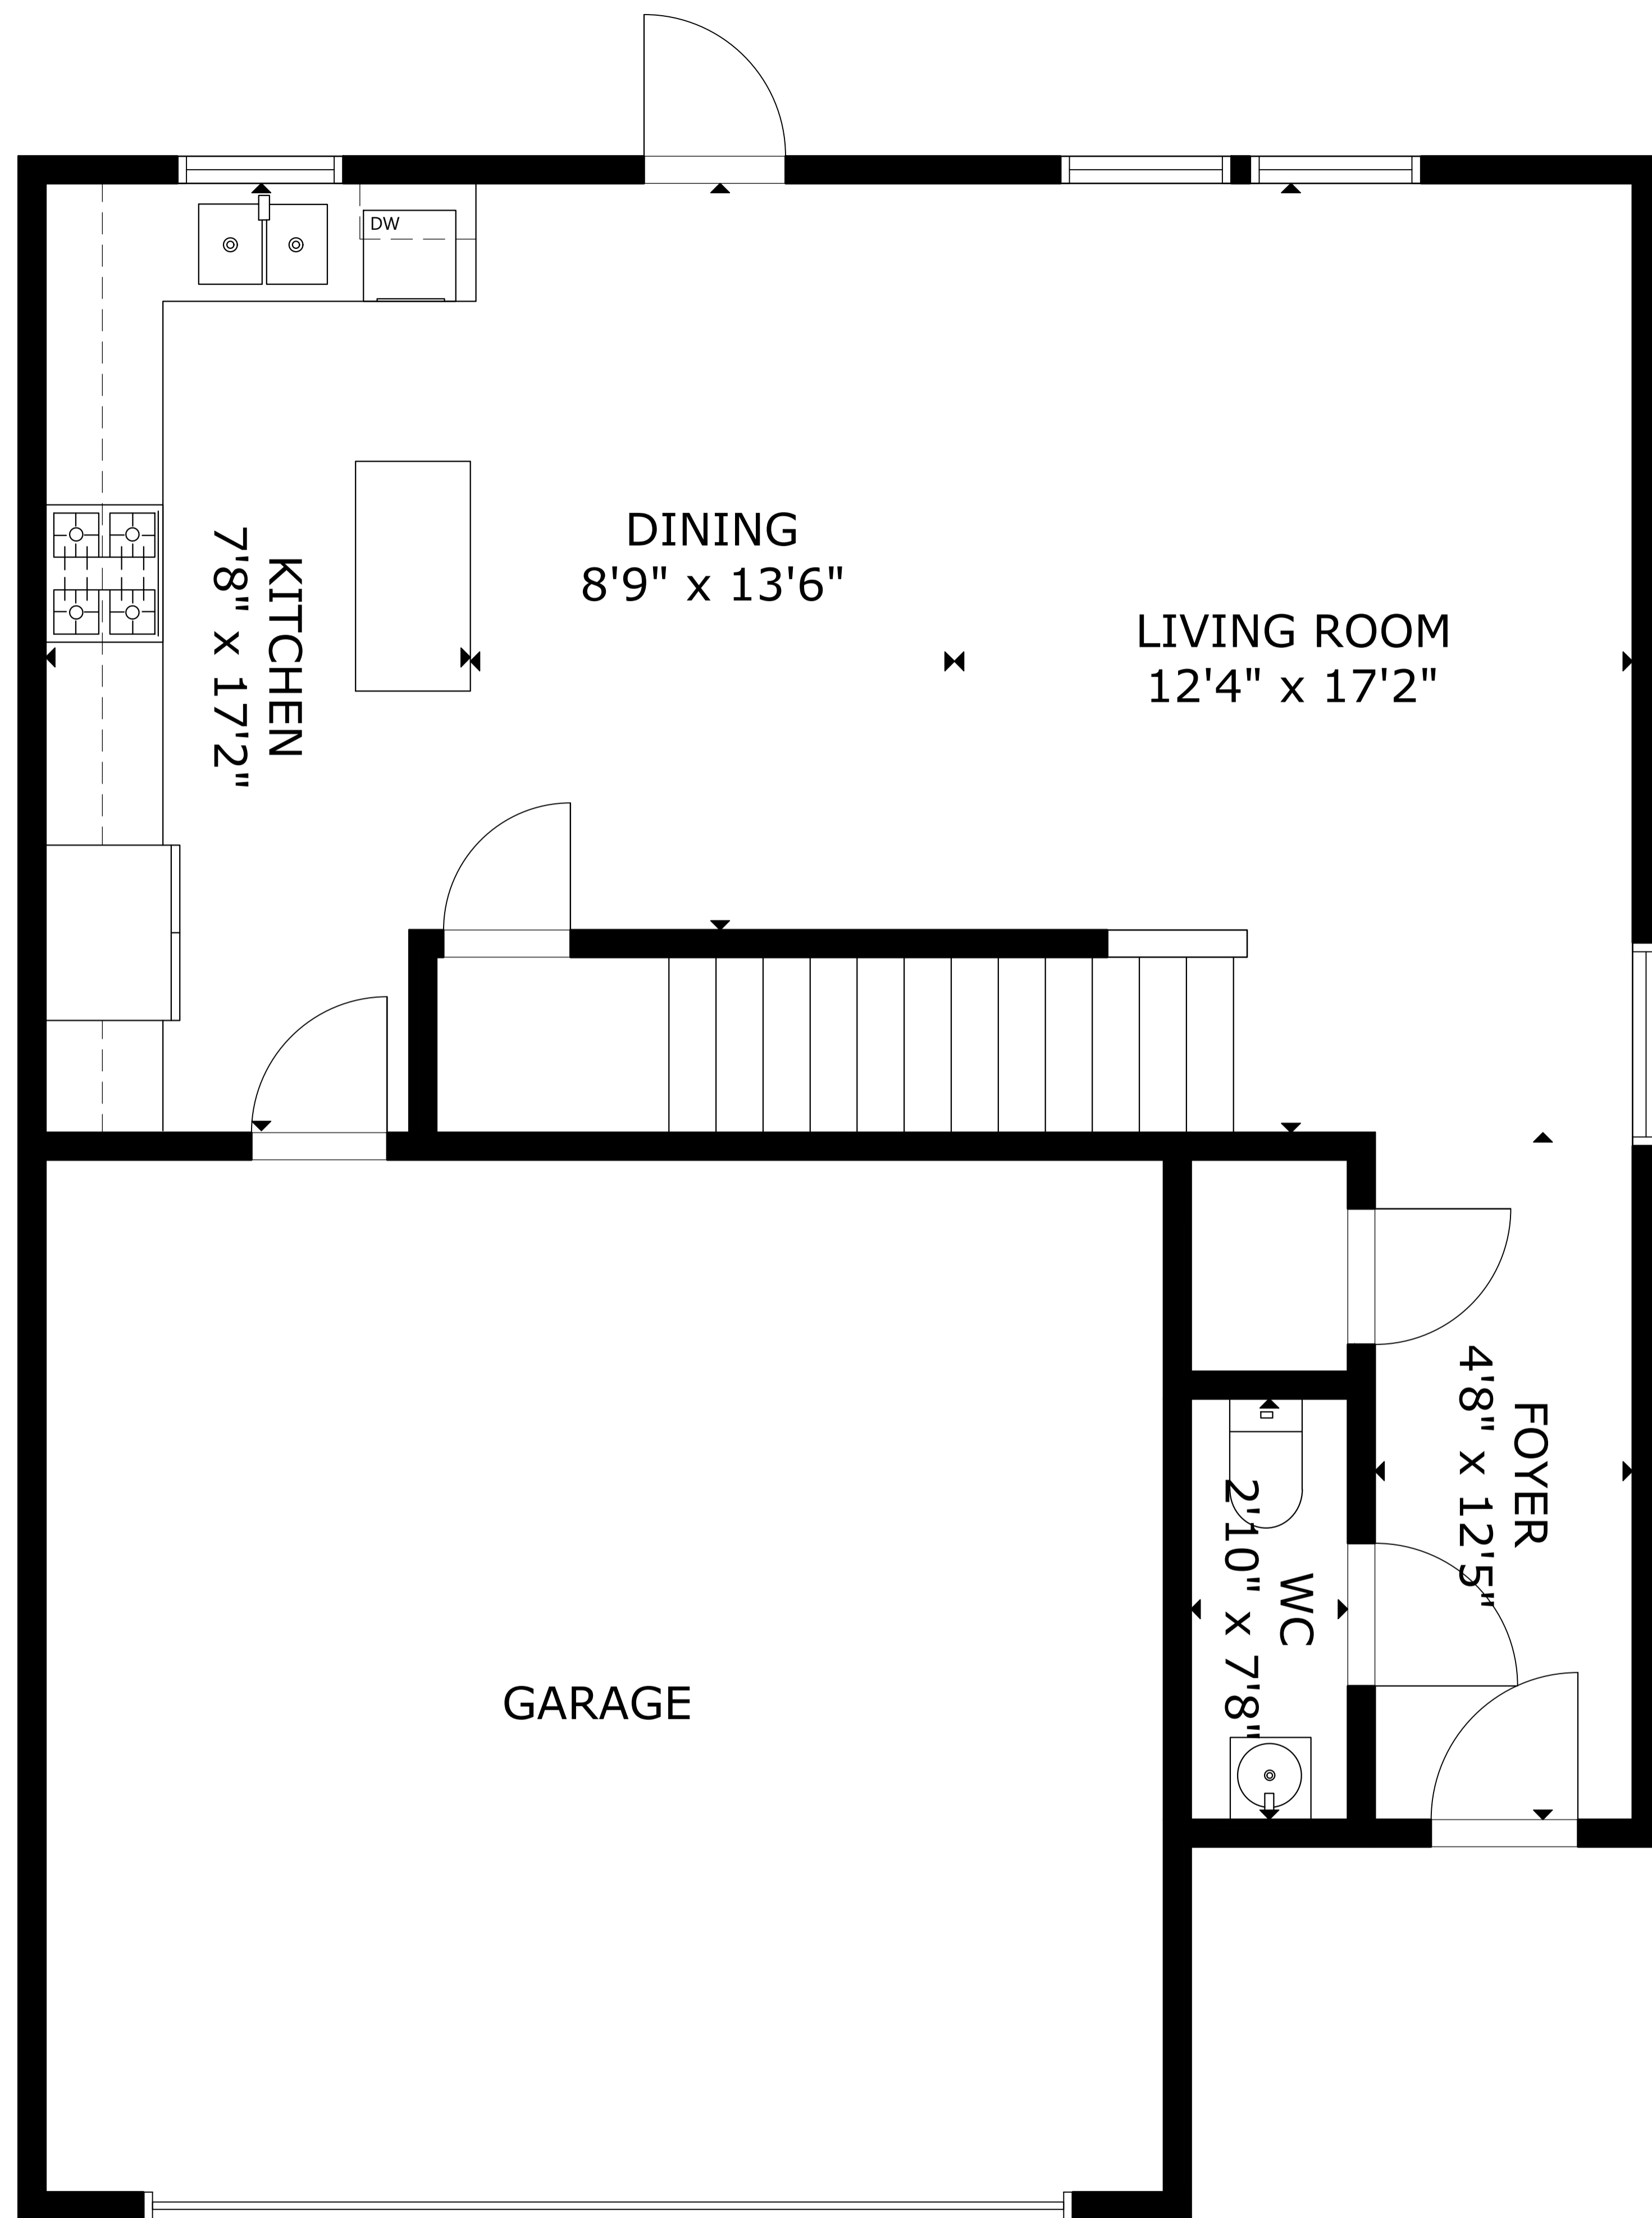 DW
DINING
8'9" x 13'6"
LIVING ROOM
12'4" x 17'2"
KITCHEN
7'8" x 17'2"
FOYER
4'8" x 12'5"
WC
2'10" x 7'8"
GARAGE